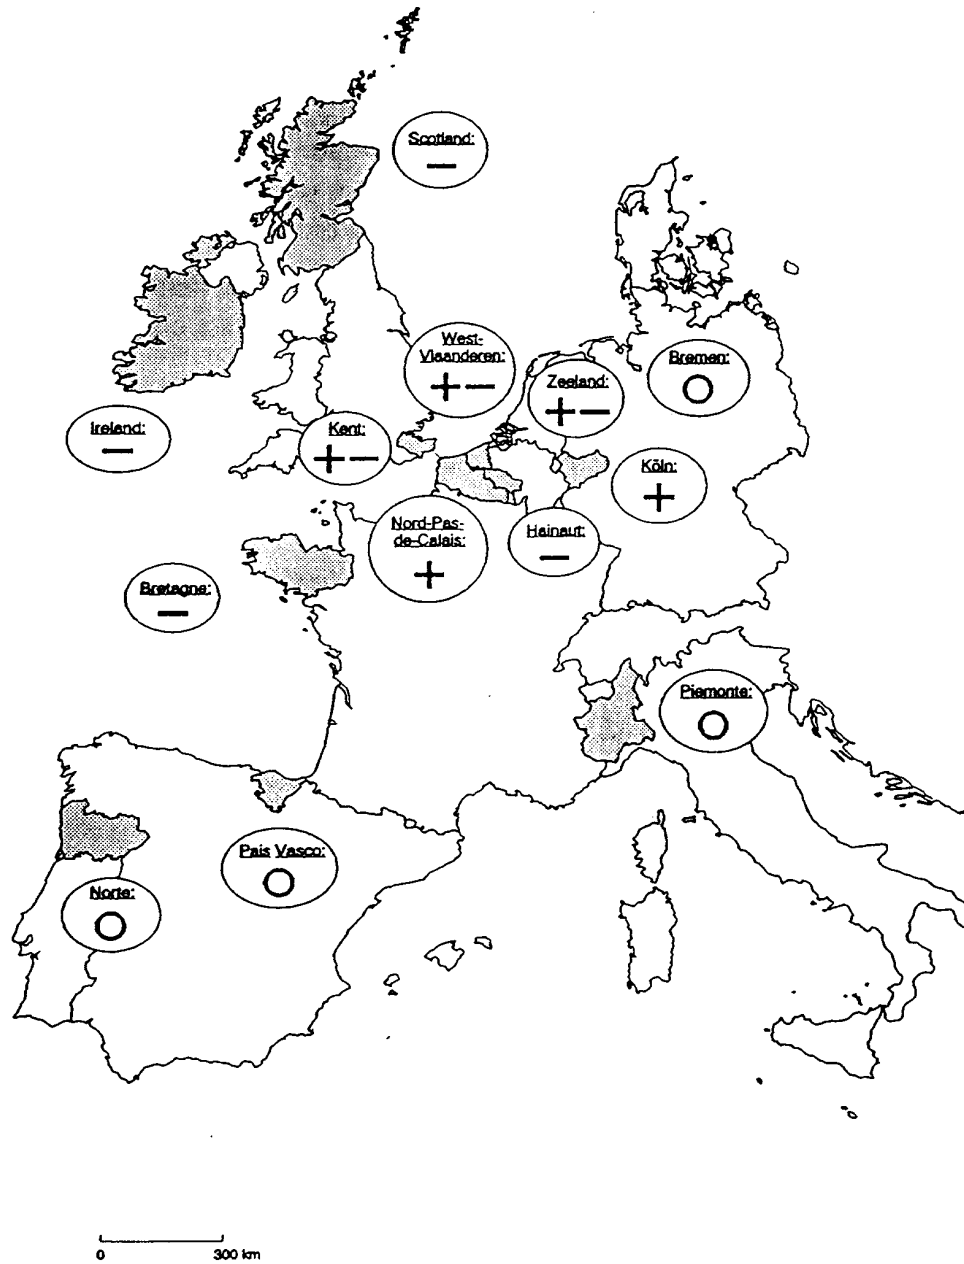 Scotland:
—
West-
Vlaanderen:
+ —
Zeeland:
+ —
Bremen:
O
Ireland:
—
Kent:
+ —
Köln:
+
Nord-Pas-
de-Calais:
+
Hainaut:
—
Bretagne:
—
Piemonte:
O
Pais Vasco:
O
Norte:
O
0 300 km